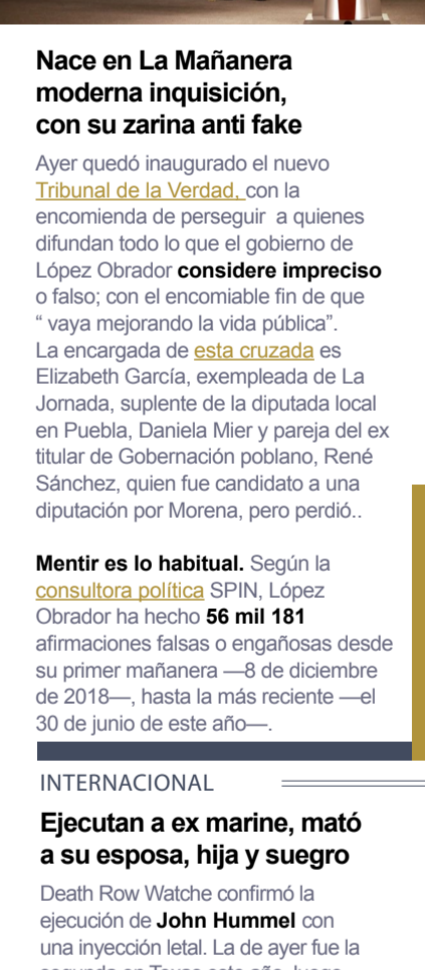 Nace en La Mañanera
moderna inquisición,
con su zarina anti fake
Ayer quedó inaugurado el nuevo
Tribunal de la Verdad, con la
encomienda de perseguir  a quienes
difundan todo lo que el gobierno de
López Obrador considere impreciso
o falso; con el encomiable fin de que
“ vaya mejorando la vida pública”.
La encargada de esta cruzada es
Elizabeth García, exempleada de La
Jornada, suplente de la diputada local
en Puebla, Daniela Mier y pareja del ex
titular de Gobernación poblano, René
Sánchez, quien fue candidato a una
diputación por Morena, pero perdió..
Mentir es lo habitual. Según la
consultora política SPIN, López
Obrador ha hecho 56 mil 181
afirmaciones falsas o engañosas desde
su primer mañanera —8 de diciembre
de 2018—, hasta la más reciente —el
30 de junio de este año—.
INTERNACIONAL
Ejecutan a ex marine, mató
a su esposa, hija y suegro
Death Row Watche confirmó la
ejecución de John Hummel con
una inyección letal. La de ayer fue la
segunda en Texas este año, luego